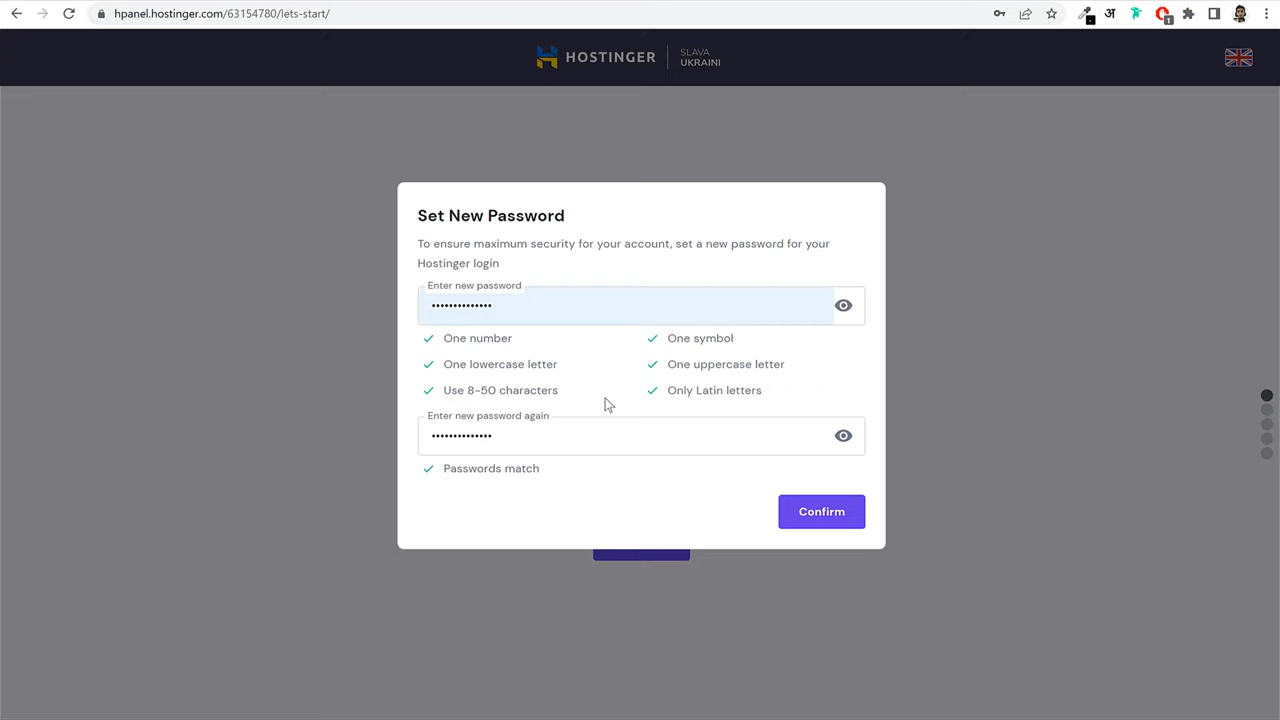 hpanel.hostinger.com/63154780/lets-start/
अ
1
HOSTINGER
SLAVA
UKRAINI
Set New Password
To ensure maximum security for your account, set a new password for your
Hostinger login
Enter new password
••••••••••••••
One number
One symbol
One lowercase letter
One uppercase letter
Use 8-50 characters
Only Latin letters
Enter new password again
••••••••••••••
Passwords match
Confirm